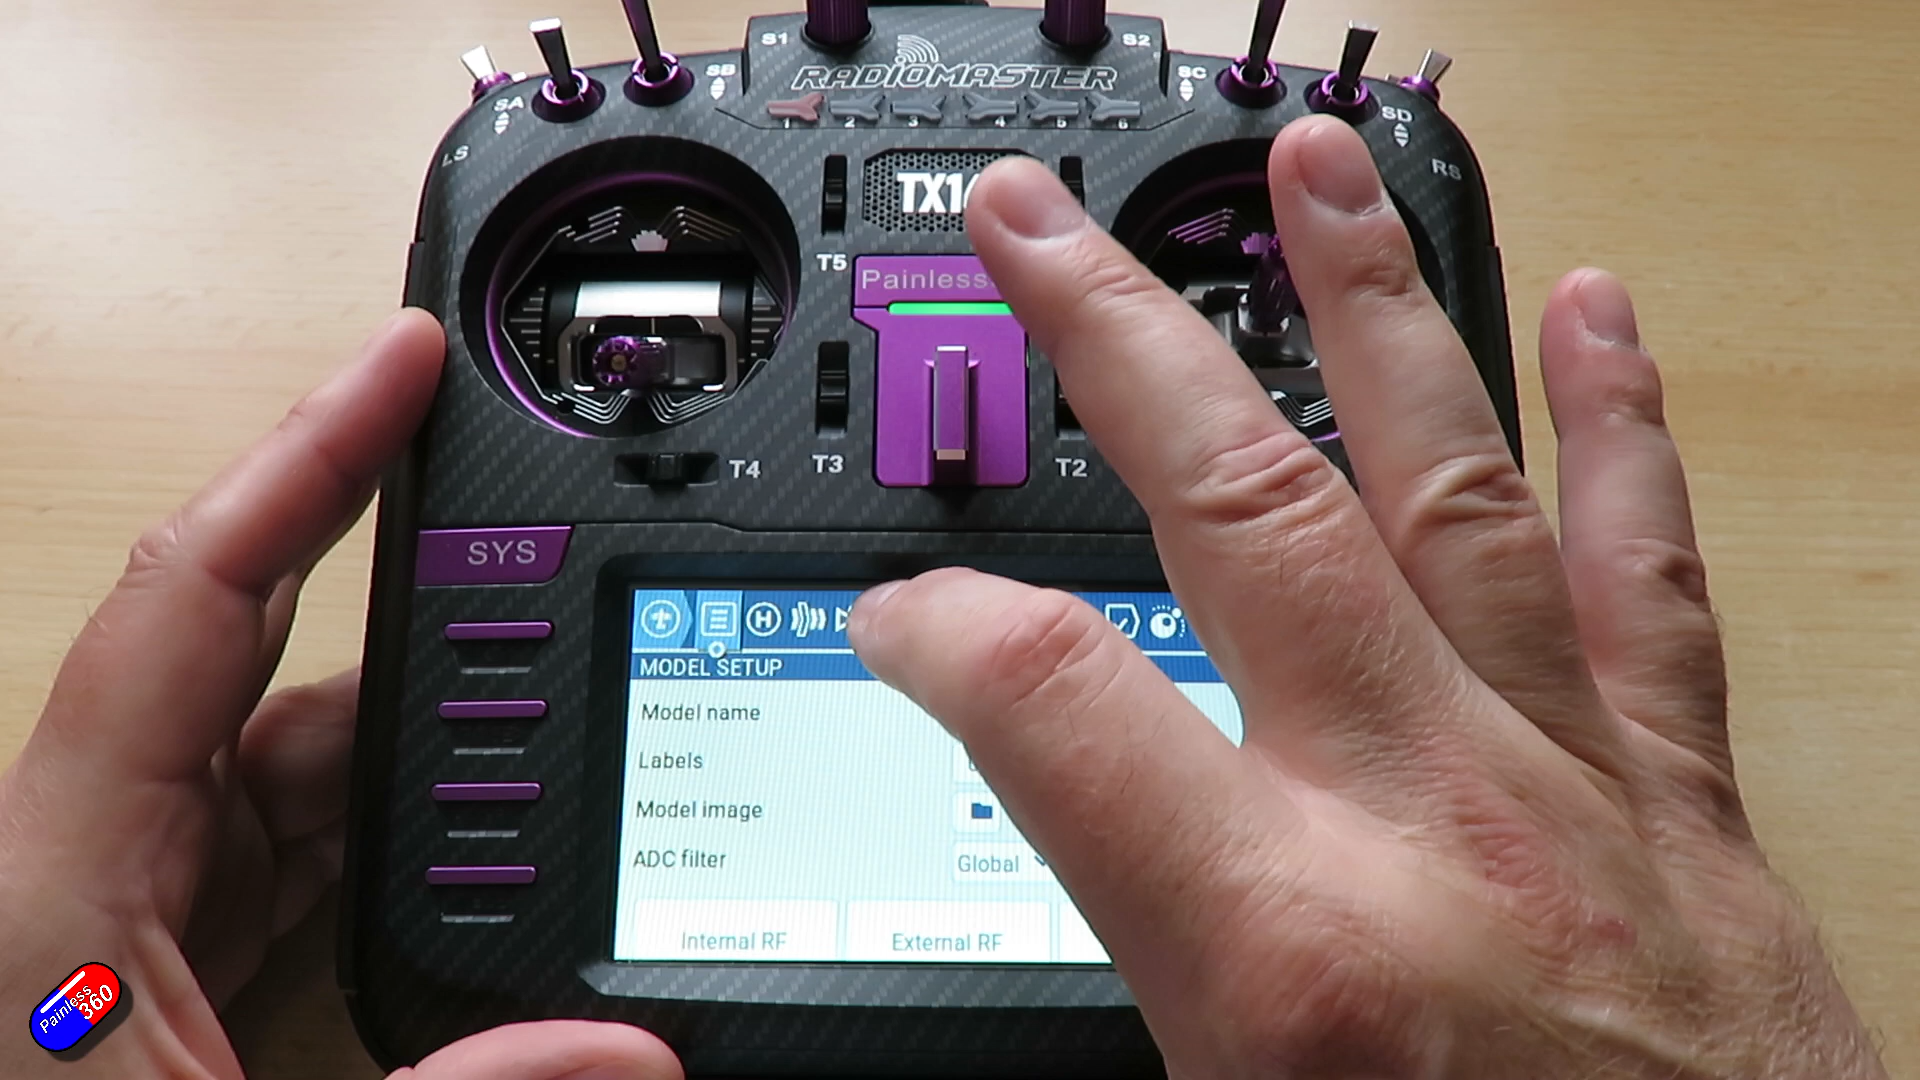 S1
S2
SB
SC
RADIOMASTER
SA
SD
1 2 3 4 5 6
LS
RS
TX1
T5
Painless
T4
T3
T2
SYS
H
MODEL SETUP
Model name
Labels
Model image
ADC filter
Global
Internal RF
External RF
Painless
360